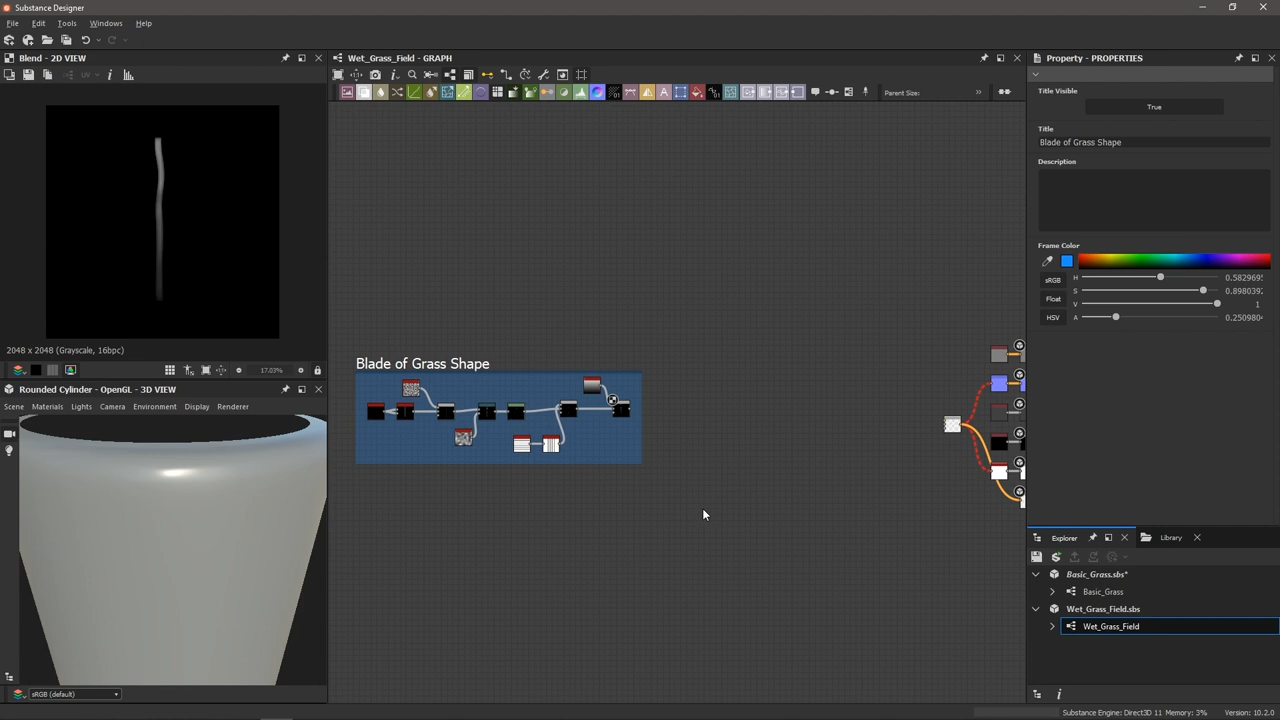 Substance Designer
File Edit Tools Windows Help
Blend - 2D VIEW
UV
2048 x 2048 (Grayscale, 16bpc)
17.03%
Rounded Cylinder - OpenGL - 3D VIEW
Scene Materials Lights Camera Environment Display Renderer
sRGB (default)
Wet_Grass_Field - GRAPH
Parent Size:
Blade of Grass Shape
Property - PROPERTIES
Title Visible
True
Title
Blade of Grass Shape
Description
Frame Color
sRGB
Float
HSV
H 0.582969
S 0.898039
V 1
A 0.250980
Explorer
Library
Basic_Grass.sbs*
Basic_Grass
Wet_Grass_Field.sbs
Wet_Grass_Field
Substance Engine: Direct3D 11 Memory: 3% Version: 10.2.0